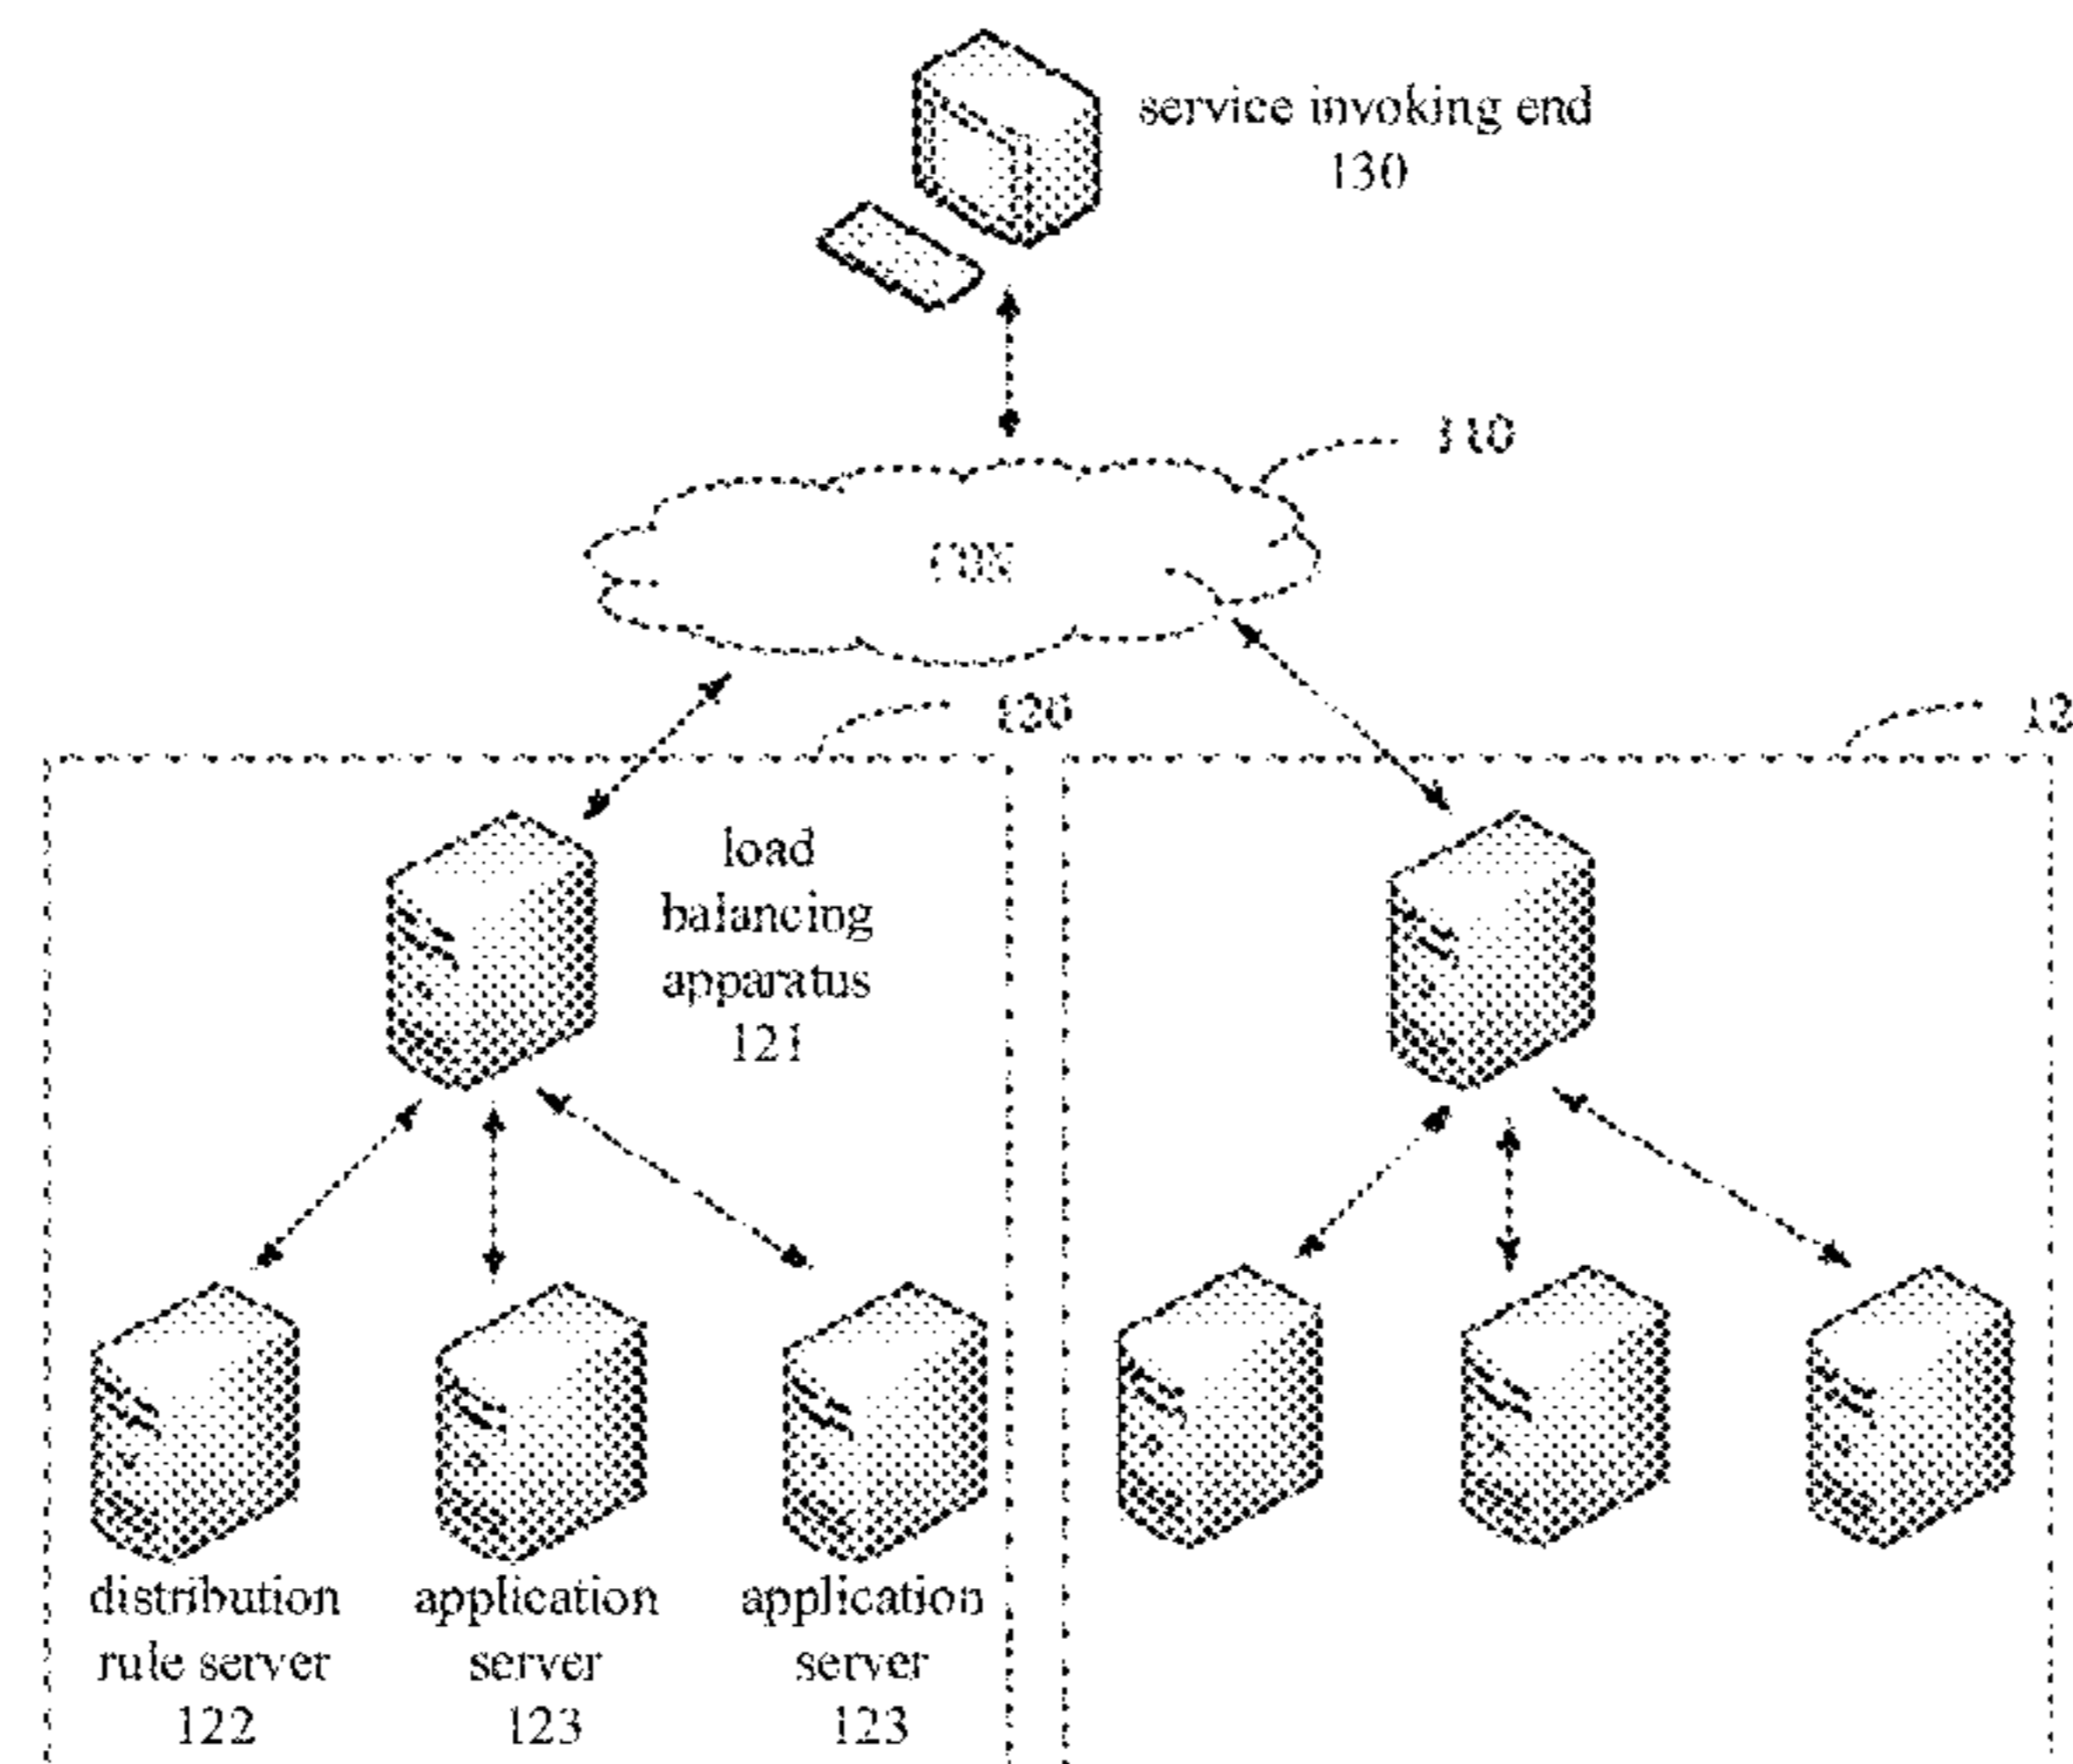 service invoking end
130
110
120
12
load
balancing
apparatus
121
distribution
rule server
122
application
server
123
application
server
123